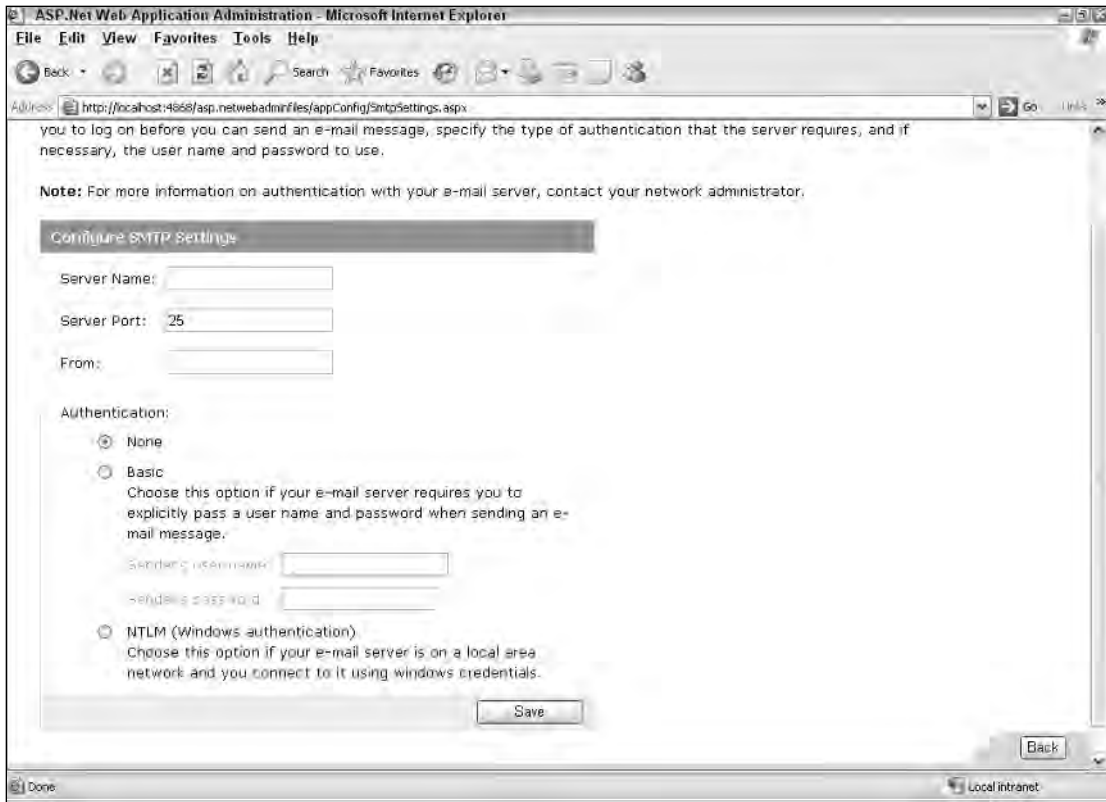 ASP.Net Web Application Administration - Microsoft Internet Explorer
File Edit View Favorites Tools Help
Back Search Favorites
Address http://localhost:4668/asp.netwebadminfiles/appConfig/SmtpSettings.aspx Go Links »
you to log on before you can send an e-mail message, specify the type of authentication that the server requires, and if
necessary, the user name and password to use.
Note: For more information on authentication with your e-mail server, contact your network administrator.
Configure SMTP Settings
Server Name:
Server Port: 25
From:
Authentication:
None
Basic
Choose this option if your e-mail server requires you to
explicitly pass a user name and password when sending an e-
mail message.
Sender's username:
Sender's password:
NTLM (Windows authentication)
Choose this option if your e-mail server is on a local area
network and you connect to it using windows credentials.
Save
Back
Done Local intranet